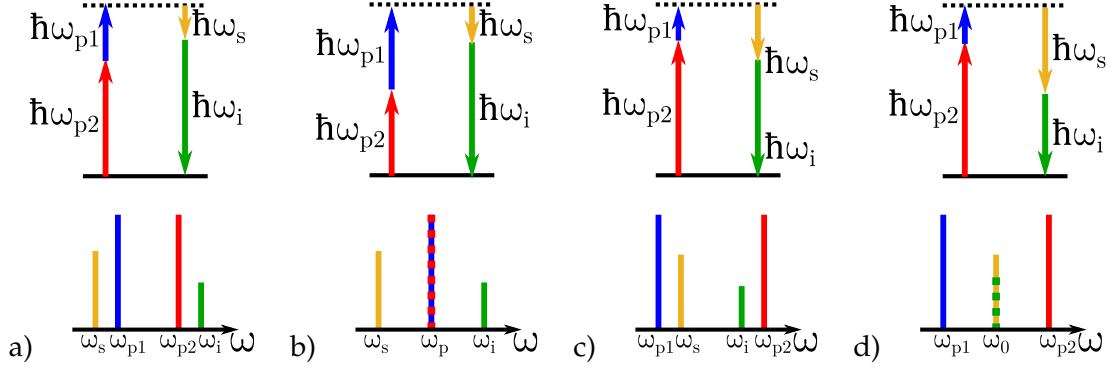 ħω_p1 ħω_s ħω_p1 ħω_s ħω_p1 ħω_s ħω_p1 ħω_s
ħω_p2 ħω_i ħω_p2 ħω_i ħω_p2 ħω_i ħω_p2 ħω_i
a) ω_s ω_p1 ω_p2 ω_i ω
b) ω_s ω_p ω_i ω
c) ω_p1 ω_s ω_i ω_p2 ω
d) ω_p1 ω_0 ω_p2 ω